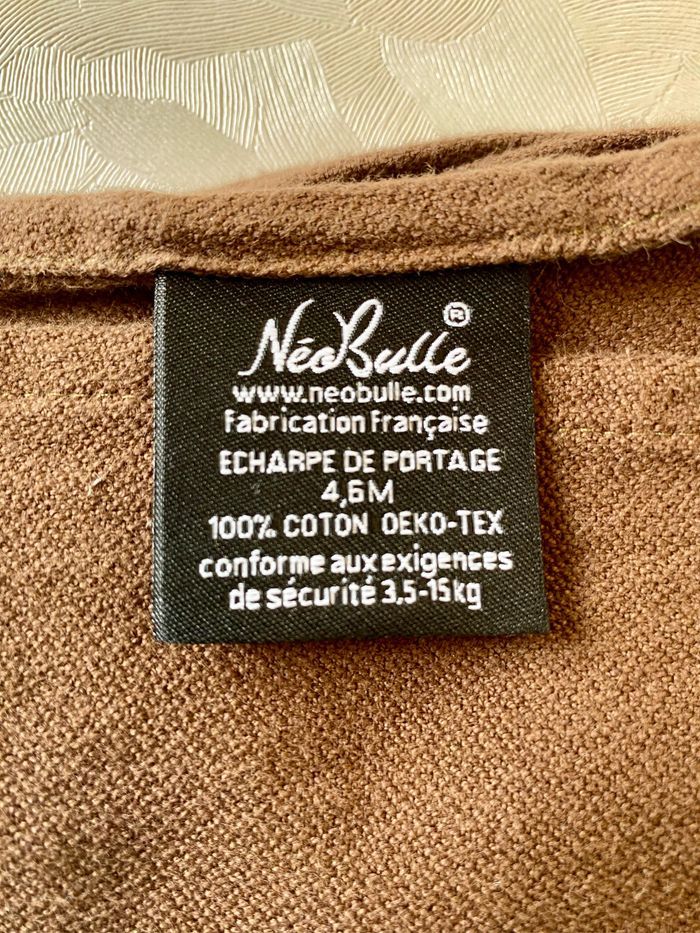 NéoBulle®
www.neobulle.com
Fabrication Française
ECHARPE DE PORTAGE
4,6M
100% COTON OEKO-TEX
conforme aux exigences
de sécurité 3,5-15kg